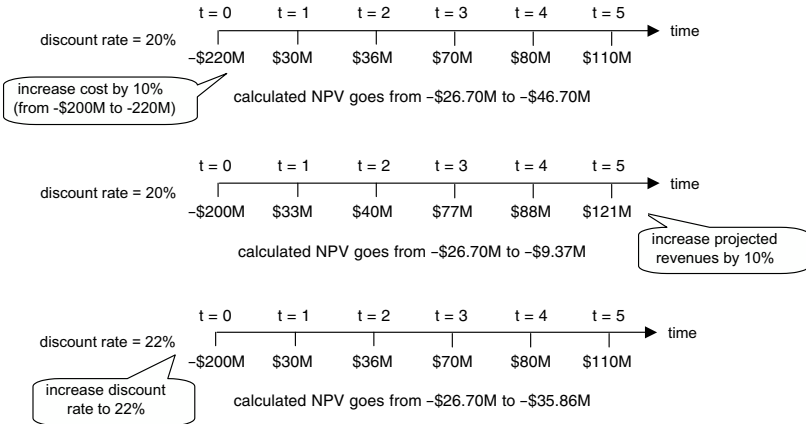 t = 0 t = 1 t = 2 t = 3 t = 4 t = 5
discount rate = 20% time
–$220M $30M $36M $70M $80M $110M
increase cost by 10%
(from -$200M to -220M)
calculated NPV goes from –$26.70M to –$46.70M
t = 0 t = 1 t = 2 t = 3 t = 4 t = 5
discount rate = 20% time
–$200M $33M $40M $77M $88M $121M
increase projected
revenues by 10%
calculated NPV goes from –$26.70M to –$9.37M
t = 0 t = 1 t = 2 t = 3 t = 4 t = 5
discount rate = 22% time
–$200M $30M $36M $70M $80M $110M
increase discount
rate to 22%
calculated NPV goes from –$26.70M to –$35.86M